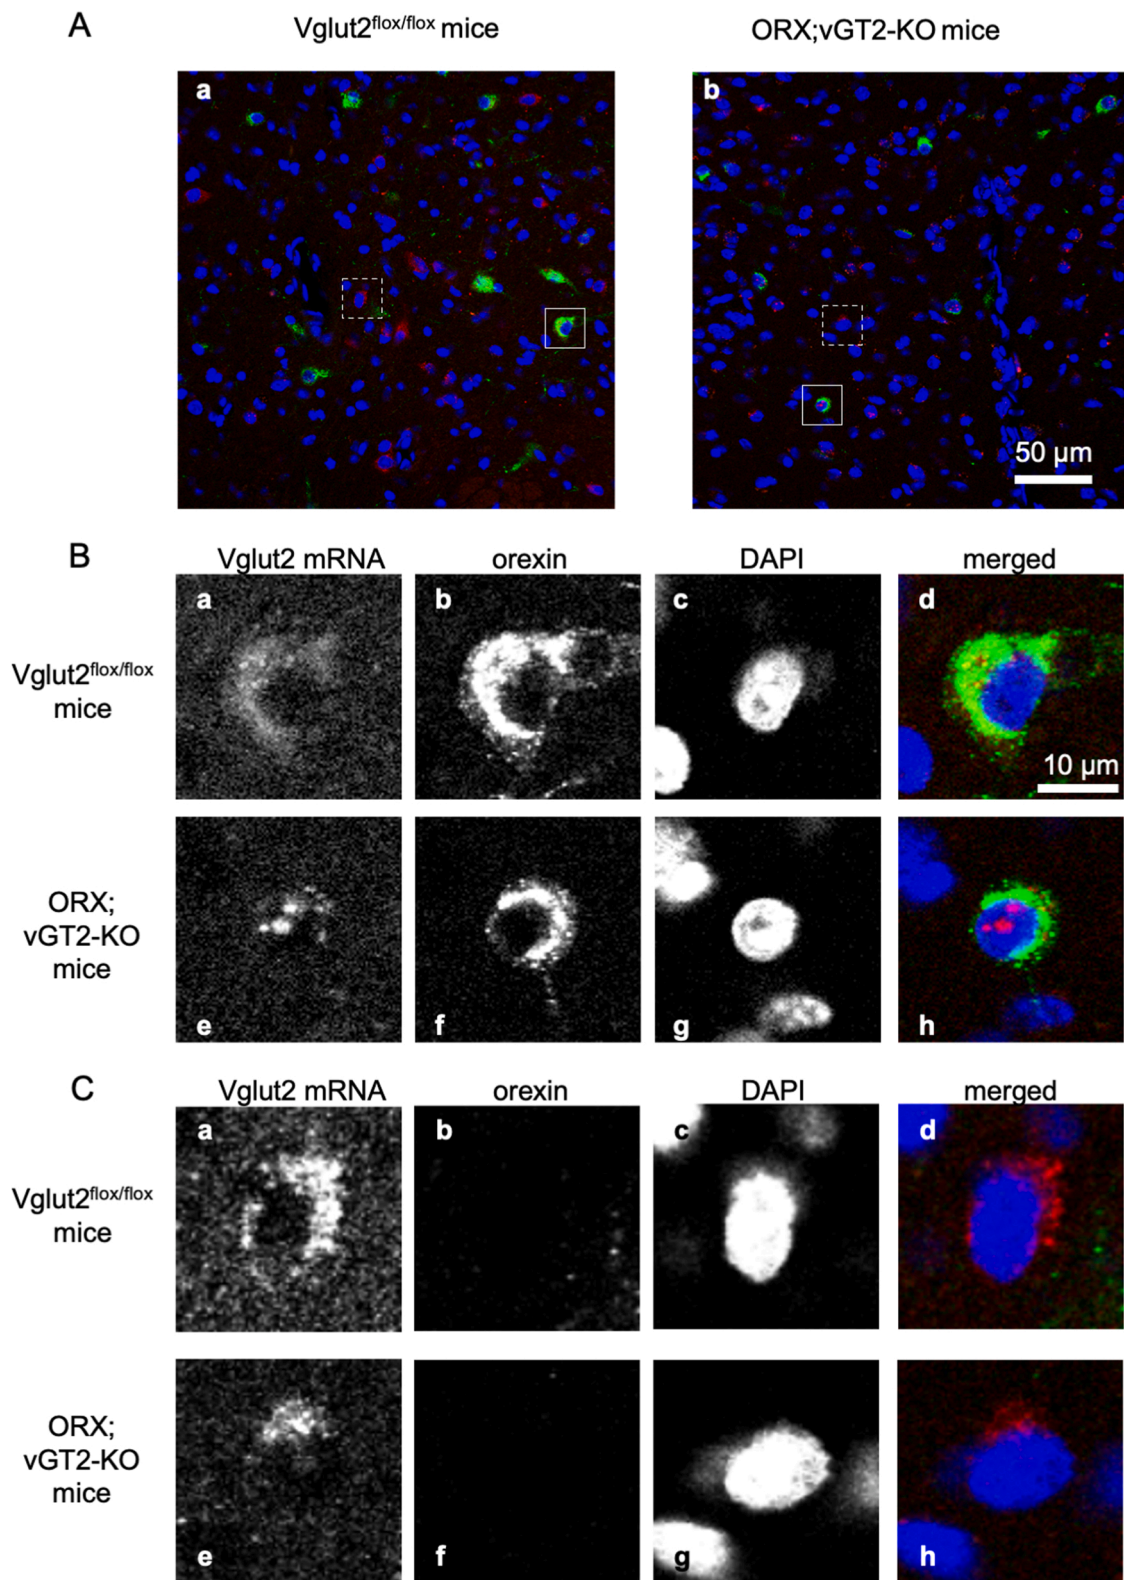 A
Vglut2flox/flox mice
ORX;vGT2-KO mice
a
b
50 µm
B
Vglut2 mRNA
orexin
DAPI
merged
a
b
c
d
Vglut2flox/flox
mice
10 µm
ORX;
vGT2-KO
mice
e
f
g
h
C
Vglut2 mRNA
orexin
DAPI
merged
a
b
c
d
Vglut2flox/flox
mice
ORX;
vGT2-KO
mice
e
f
g
h